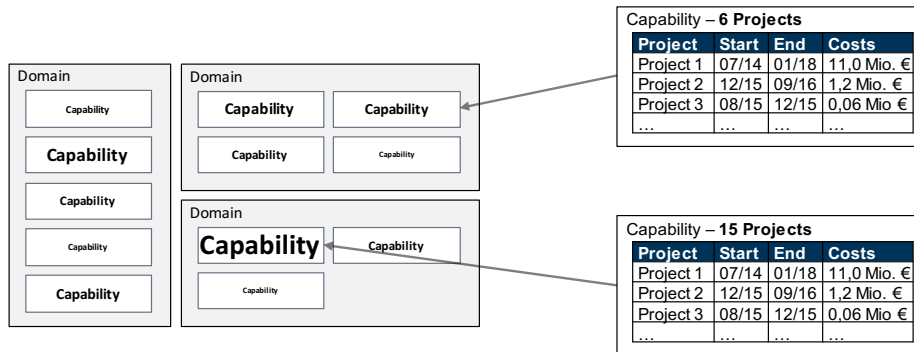 Domain
Capability
Capability
Capability
Capability
Capability
Domain
Capability Capability
Capability Capability
Domain
Capability Capability
Capability
Capability – 6 Projects
Project Start End Costs
Project 1 07/14 01/18 11,0 Mio. €
Project 2 12/15 09/16 1,2 Mio. €
Project 3 08/15 12/15 0,06 Mio €
… … … …
Capability – 15 Projects
Project Start End Costs
Project 1 07/14 01/18 11,0 Mio. €
Project 2 12/15 09/16 1,2 Mio. €
Project 3 08/15 12/15 0,06 Mio €
… … … …